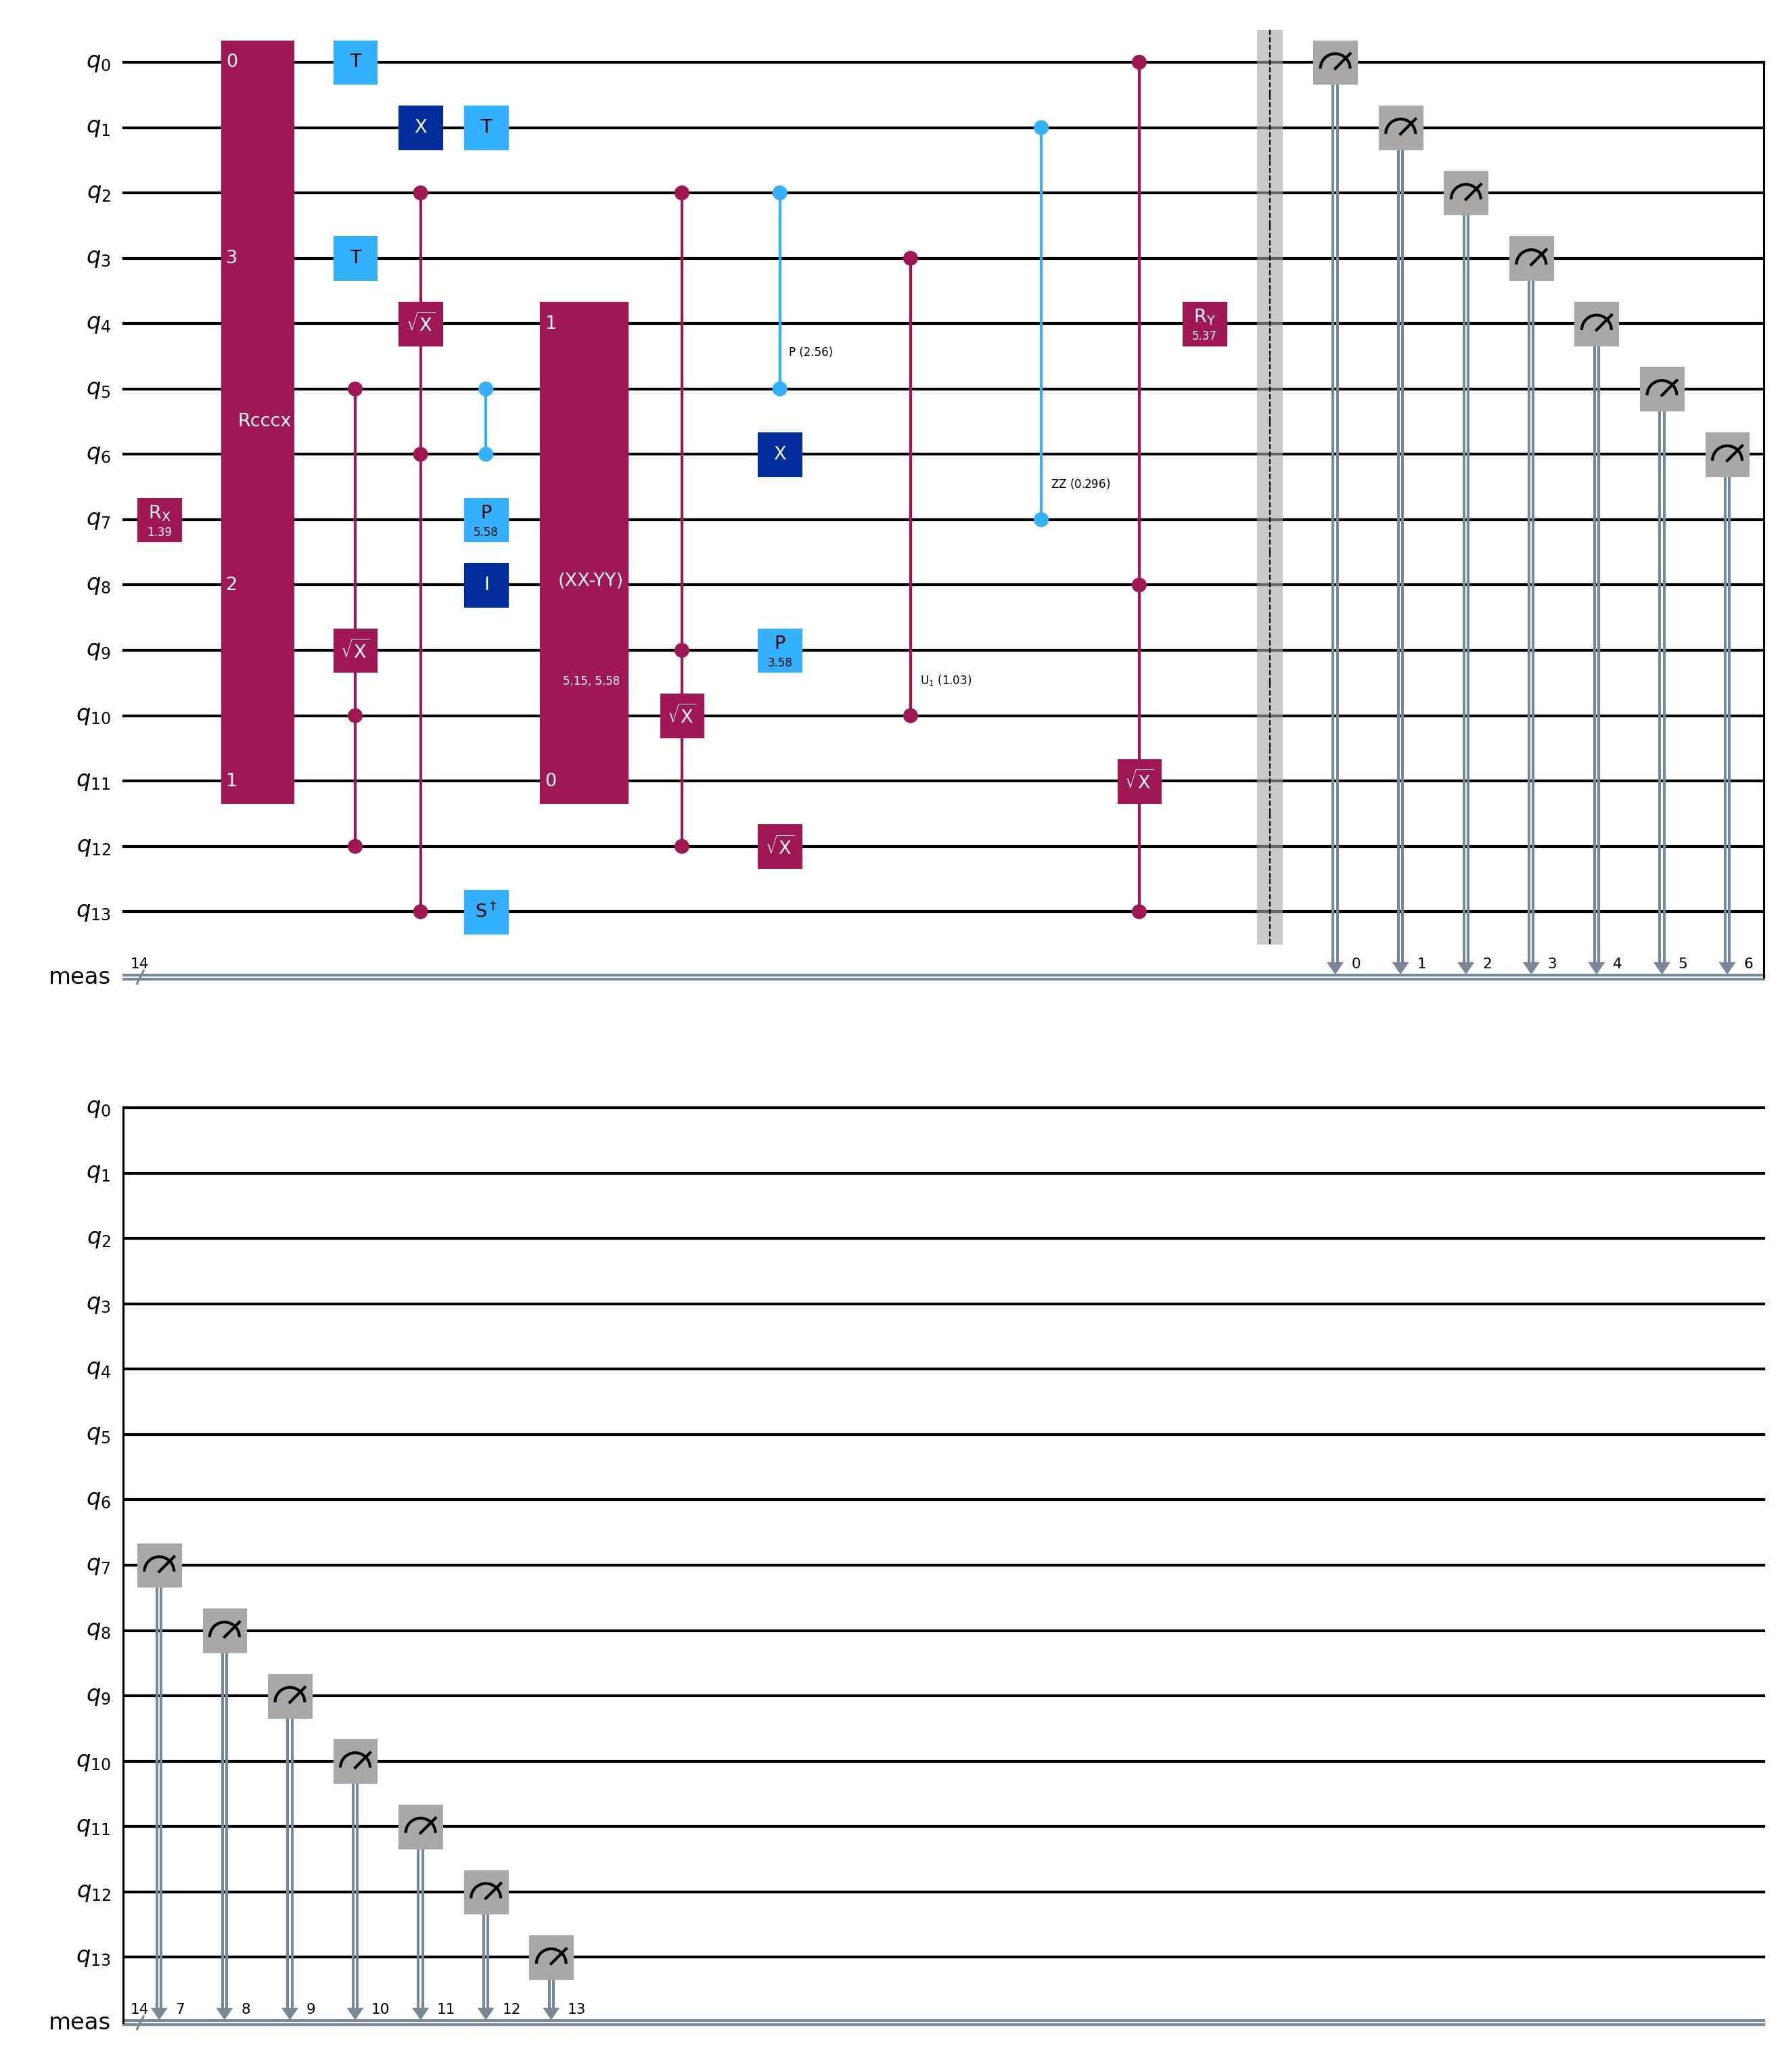 q0 0 T
q1 X T
q2
q3 3 T
q4 √X 1 RY 5.37
P (2.56)
q5
Rcccx
q6 X
ZZ (0.296)
q7 RX 1.39 P 5.58
q8 2 I (XX-YY)
q9 √X P 3.58
5.15, 5.58 U1 (1.03)
q10 √X
q11 1 0 √X
q12 √X
q13 S†
meas 14 0 1 2 3 4 5 6
q0
q1
q2
q3
q4
q5
q6
q7
q8
q9
q10
q11
q12
q13
meas 14 7 8 9 10 11 12 13